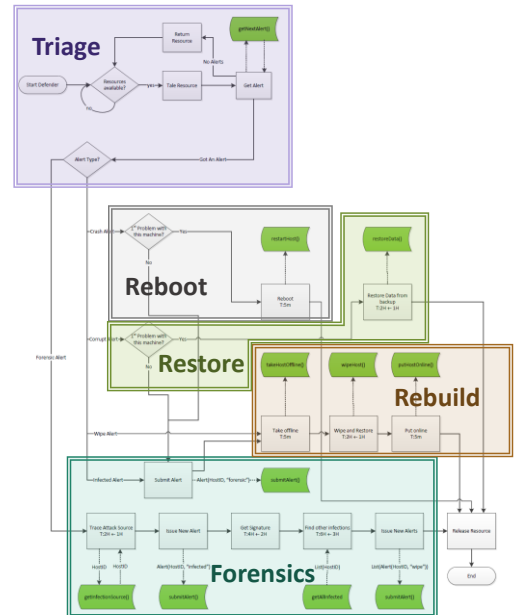 Triage
Return
Resource
getNextAlert()
No Alerts
Start Defender
Resources
available?
yes
Take Resource
Get Alert
no
Alert Type?
Got An Alert
Crash Alert
1st Problem with
this machine?
Yes
restartHost()
restoreData()
No
Reboot
Reboot
T:5m
Restore Data from
backup
T:2H ← 1H
Corrupt Alert
1st Problem with
this machine?
Yes
Restore
Forensic Alert
No
takeHostOffline()
wipeHost()
putHostOnline()
Rebuild
Wipe Alert
Take offline
T:5m
Wipe and Restore
T:2H ← 1H
Put online
T:5m
Infected Alert
Submit Alert
Alert(HostID, "forensic")
submitAlert()
Trace Attack Source
T:2H ← 1H
Issue New Alert
Get Signature
T:4H ← 2H
Find other infections
T:6H ← 3H
Issue New Alerts
Release Resource
HostID
HostID
Alert(HostID, "infected")
List(HostID)
List(Alert(HostID, "wipe"))
Forensics
getInfectionSource()
submitAlert()
getAllInfected
submitAlert()
End